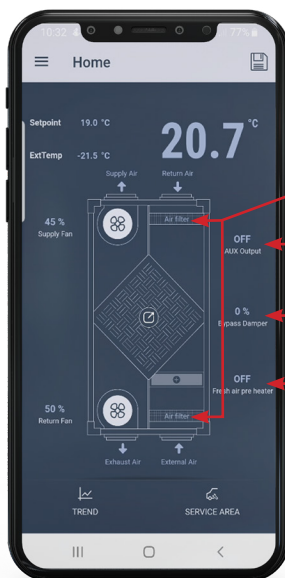 10:32
77%
Home
Setpoint 19.0 °C
20.7 °C
ExtTemp -21.5 °C
Supply Air Return Air
45 %
Supply Fan
Air filter
OFF
AUX Output
0 %
Bypass Damper
OFF
Fresh air pre heater
50 %
Return Fan
Air filter
Exhaust Air External Air
TREND SERVICE AREA